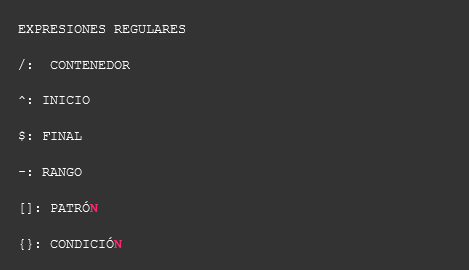 EXPRESIONES REGULARES
/:  CONTENEDOR
^: INICIO
$: FINAL
-: RANGO
[]: PATRÓN
{}: CONDICIÓN